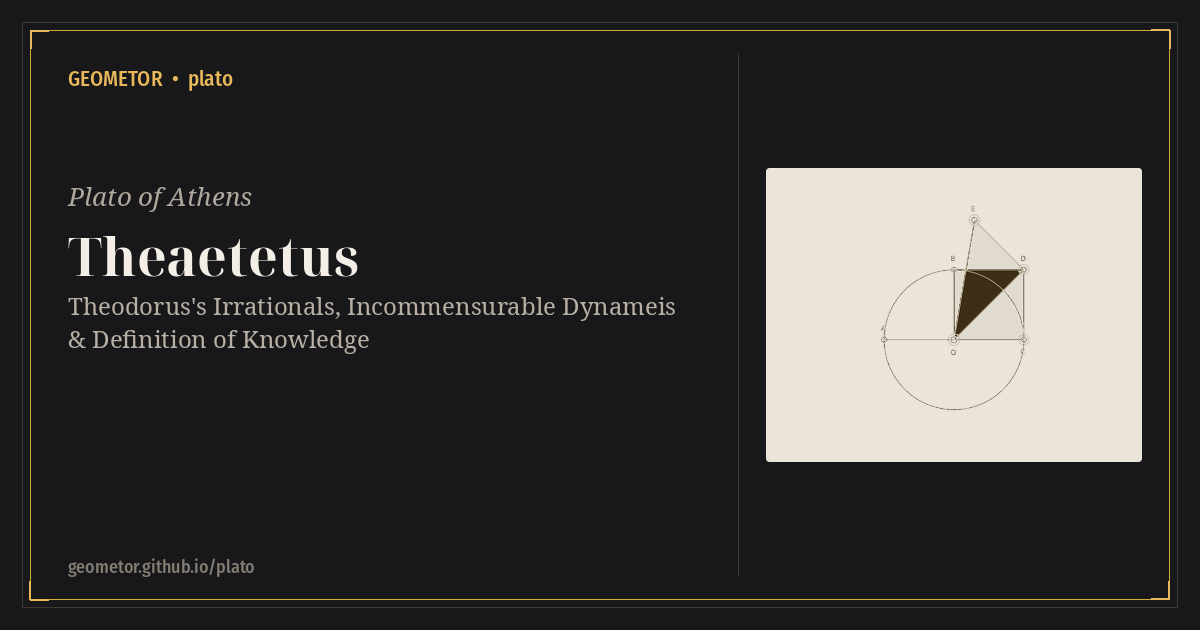 GEOMETOR • plato
Plato of Athens
Theaetetus
Theodorus's Irrationals, Incommensurable Dynameis
& Definition of Knowledge
geometor.github.io/plato
E
B
D
A
O
C